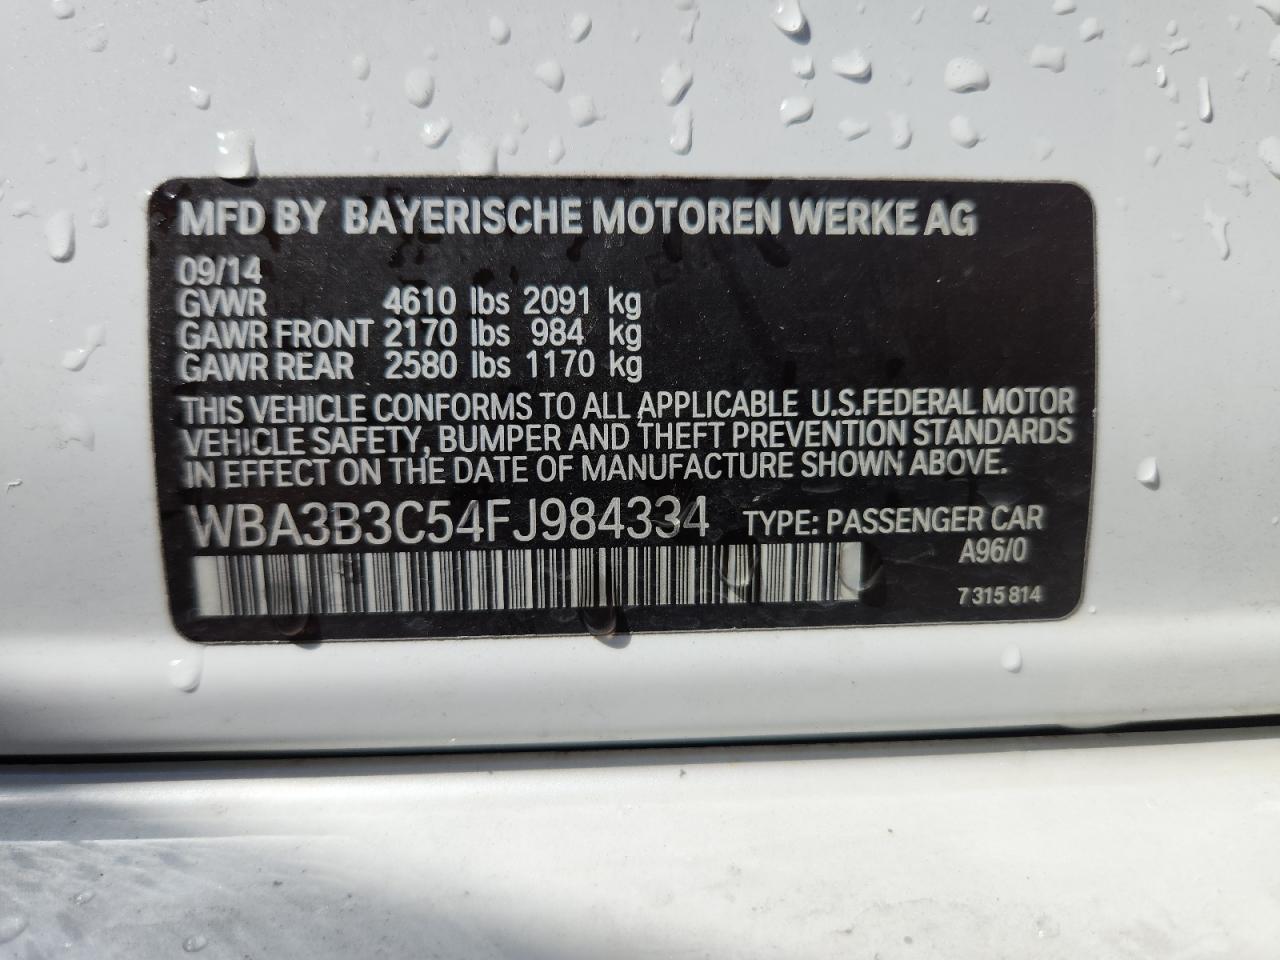 MFD BY BAYERISCHE MOTOREN WERKE AG
09/14
GVWR 4610 lbs 2091 kg
GAWR FRONT 2170 lbs 984 kg
GAWR REAR 2580 lbs 1170 kg
THIS VEHICLE CONFORMS TO ALL APPLICABLE U.S.FEDERAL MOTOR
VEHICLE SAFETY, BUMPER AND THEFT PREVENTION STANDARDS
IN EFFECT ON THE DATE OF MANUFACTURE SHOWN ABOVE.
WBA3B3C54FJ984334 TYPE: PASSENGER CAR
A96/0
7 315 814